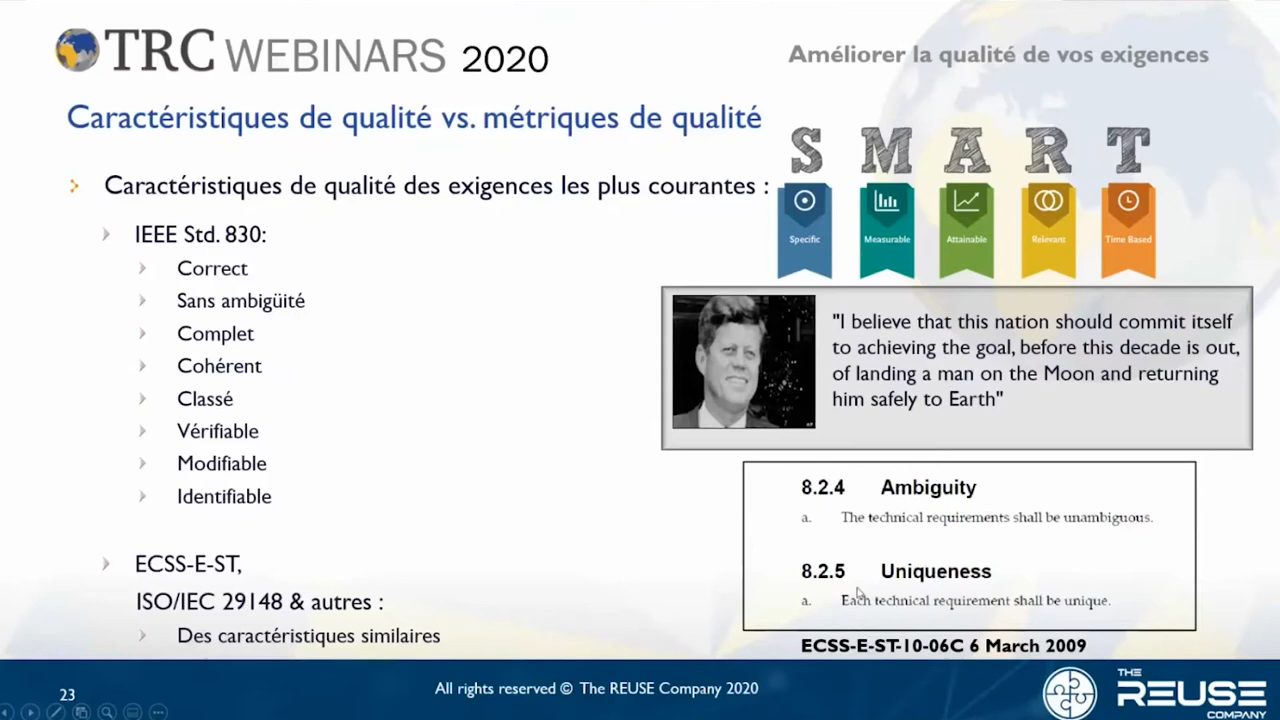 TRC WEBINARS 2020
Améliorer la qualité de vos exigences
Caractéristiques de qualité vs. métriques de qualité
S M A R T
Specific
Measurable
Attainable
Relevant
Time Based
Caractéristiques de qualité des exigences les plus courantes :
IEEE Std. 830:
Correct
Sans ambigüité
Complet
Cohérent
Classé
Vérifiable
Modifiable
Identifiable
ECSS-E-ST,
ISO/IEC 29148 & autres :
Des caractéristiques similaires
"I believe that this nation should commit itself
to achieving the goal, before this decade is out,
of landing a man on the Moon and returning
him safely to Earth"
8.2.4 Ambiguity
a. The technical requirements shall be unambiguous.
8.2.5 Uniqueness
a. Each technical requirement shall be unique.
ECSS-E-ST-10-06C 6 March 2009
23
All rights reserved © The REUSE Company 2020
THE
REUSE
COMPANY